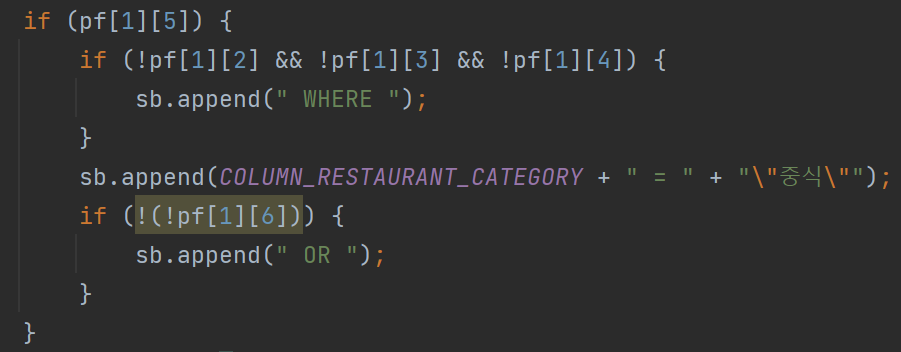 if (pf[1][5]) {
if (!pf[1][2] && !pf[1][3] && !pf[1][4]) {
sb.append(" WHERE ");
}
sb.append(COLUMN_RESTAURANT_CATEGORY + " = " + "\"중식\"");
if (!(!pf[1][6])) {
sb.append(" OR ");
}
}